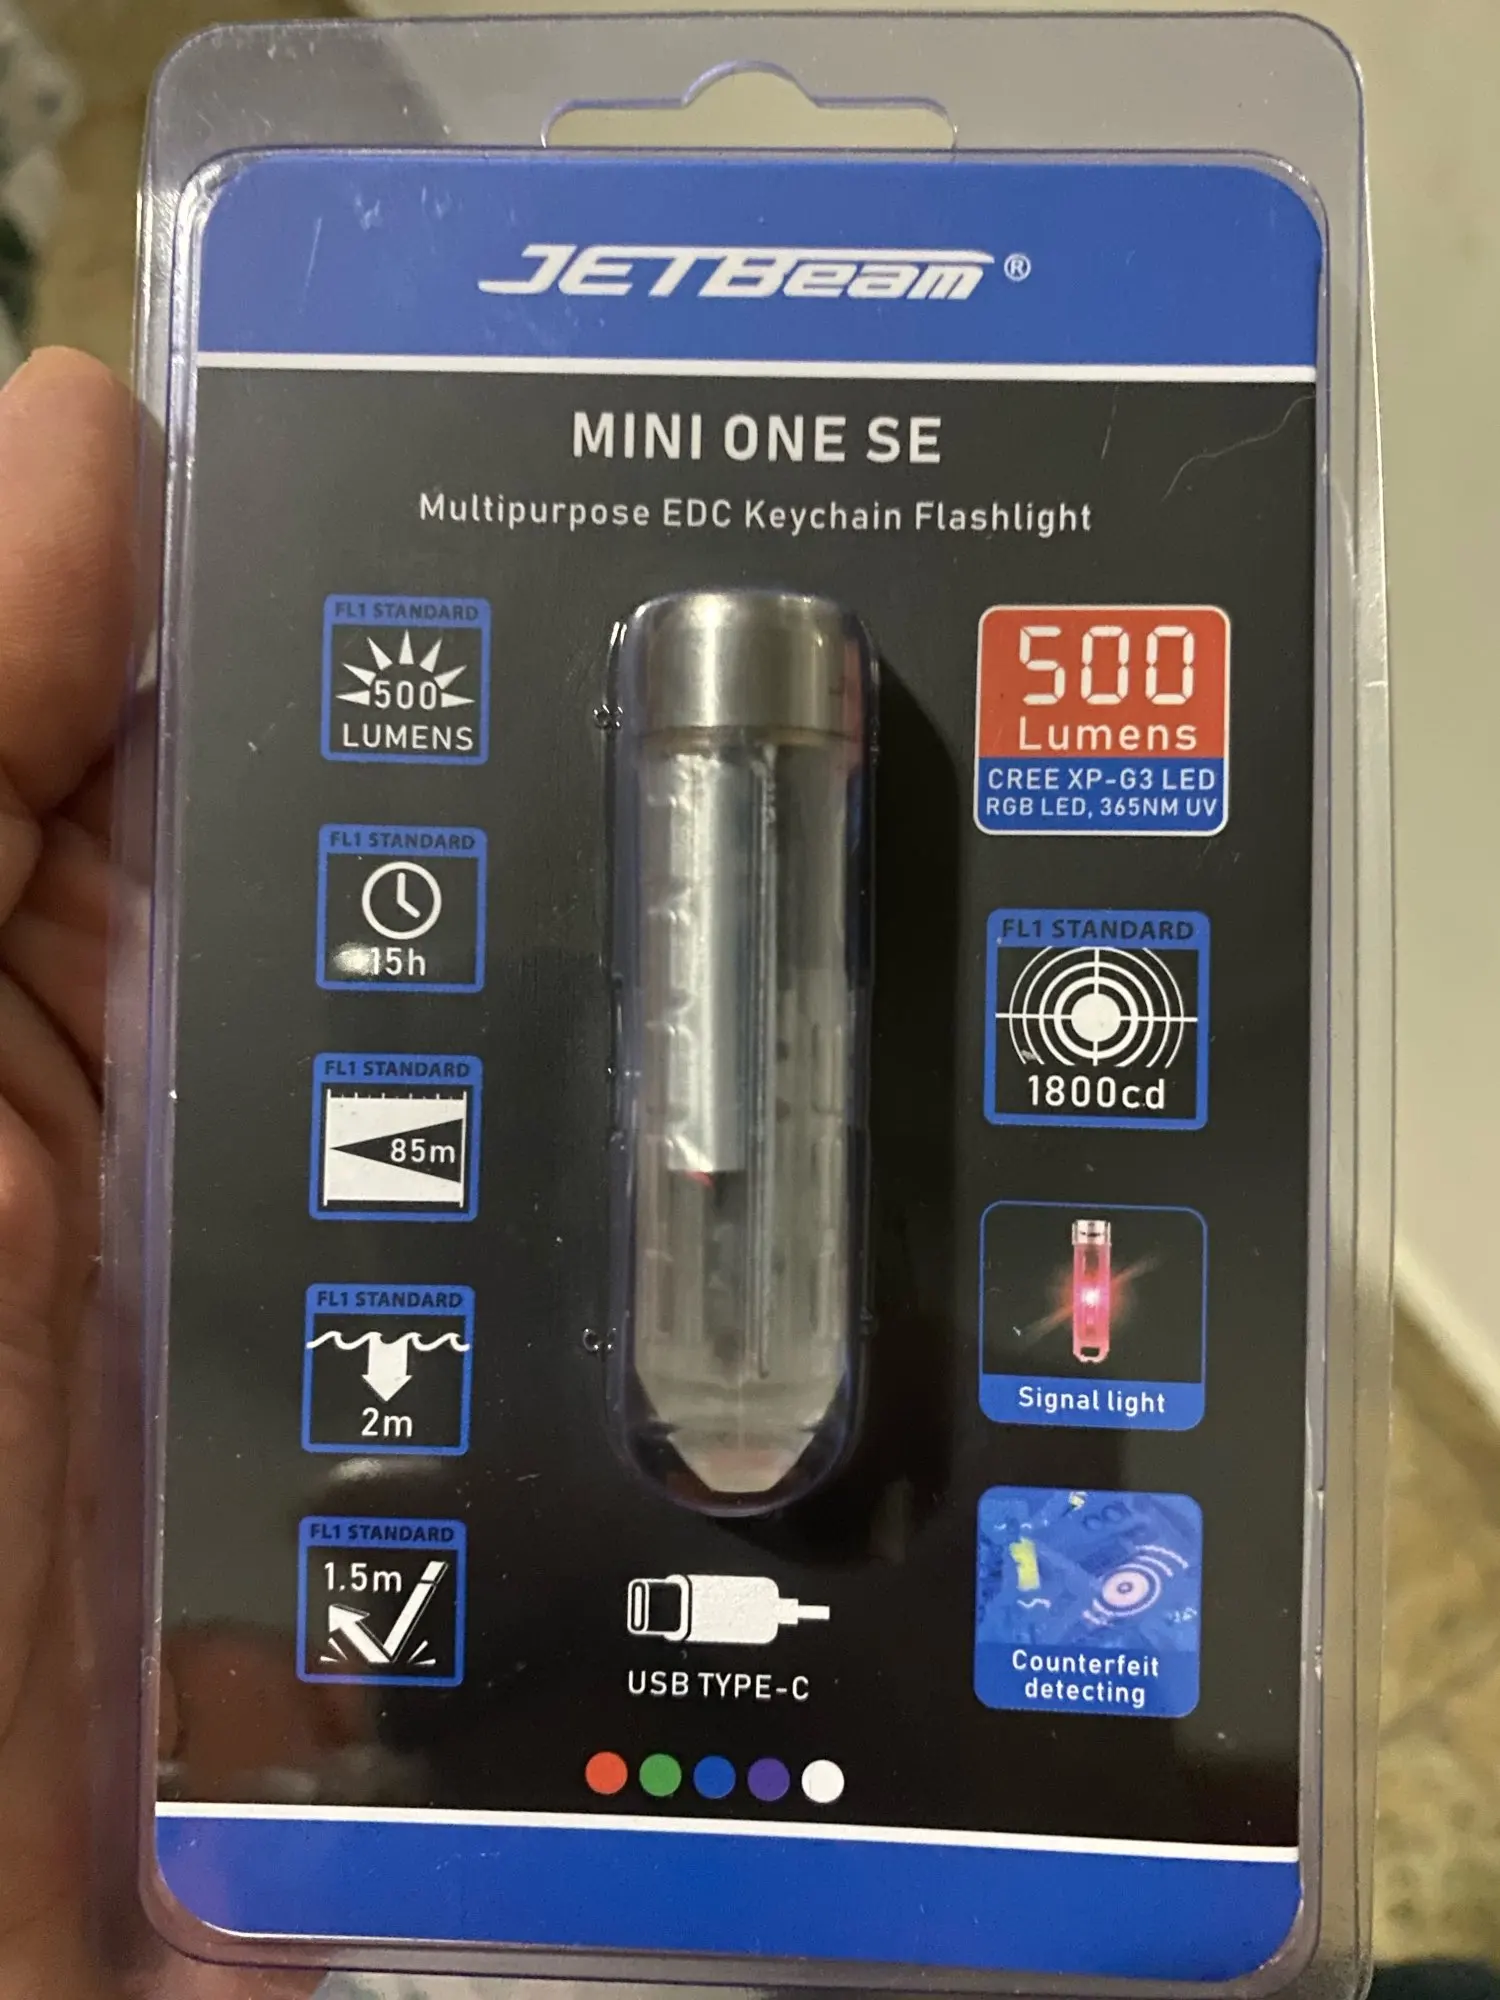 JETBeam®
MINI ONE SE
Multipurpose EDC Keychain Flashlight
FL1 STANDARD
500
LUMENS
FL1 STANDARD
15h
FL1 STANDARD
85m
FL1 STANDARD
2m
FL1 STANDARD
1.5m
500
Lumens
CREE XP-G3 LED
RGB LED, 365NM UV
FL1 STANDARD
1800cd
Signal light
Counterfeit
detecting
USB TYPE-C